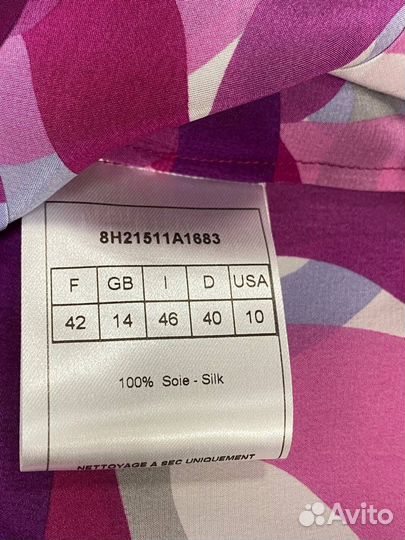 8H21511A1683
F GB I D USA
42 14 46 40 10
100% Soie - Silk
NETTOYAGE A SEC UNIQUEMENT
Avito